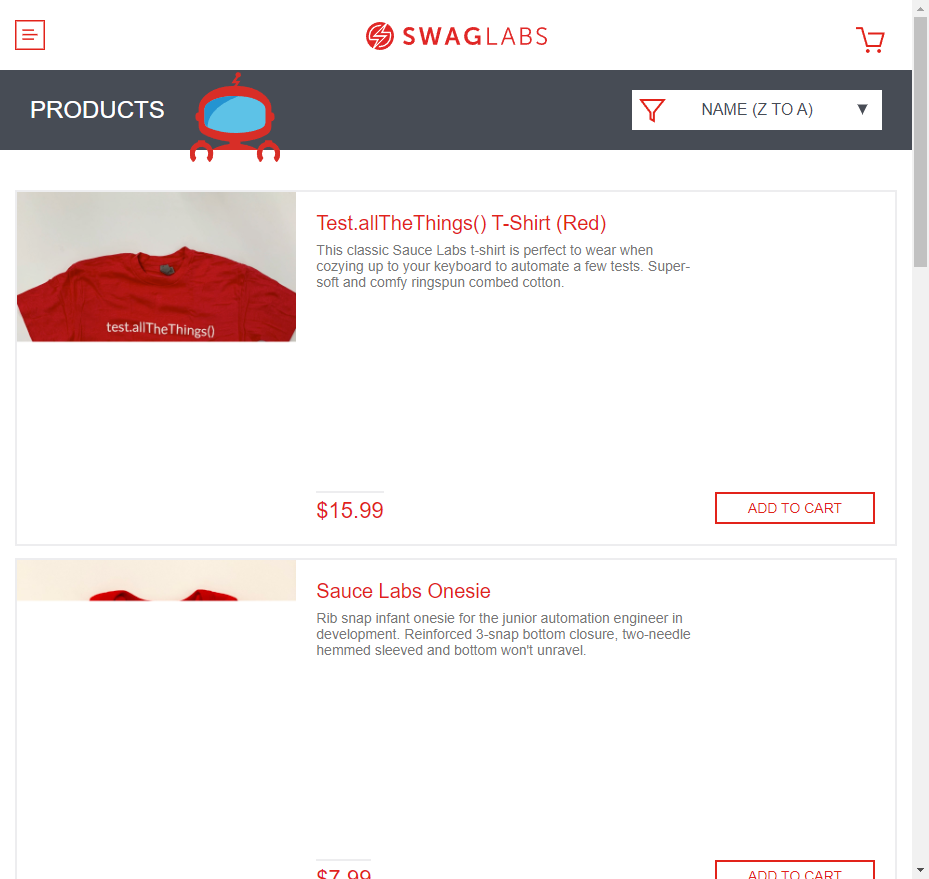 SWAGLABS
PRODUCTS
NAME (Z TO A)
test.allTheThings()
Test.allTheThings() T-Shirt (Red)
This classic Sauce Labs t-shirt is perfect to wear when
cozying up to your keyboard to automate a few tests. Super-
soft and comfy ringspun combed cotton.
$15.99
ADD TO CART
Sauce Labs Onesie
Rib snap infant onesie for the junior automation engineer in
development. Reinforced 3-snap bottom closure, two-needle
hemmed sleeved and bottom won't unravel.
$7.99
ADD TO CART